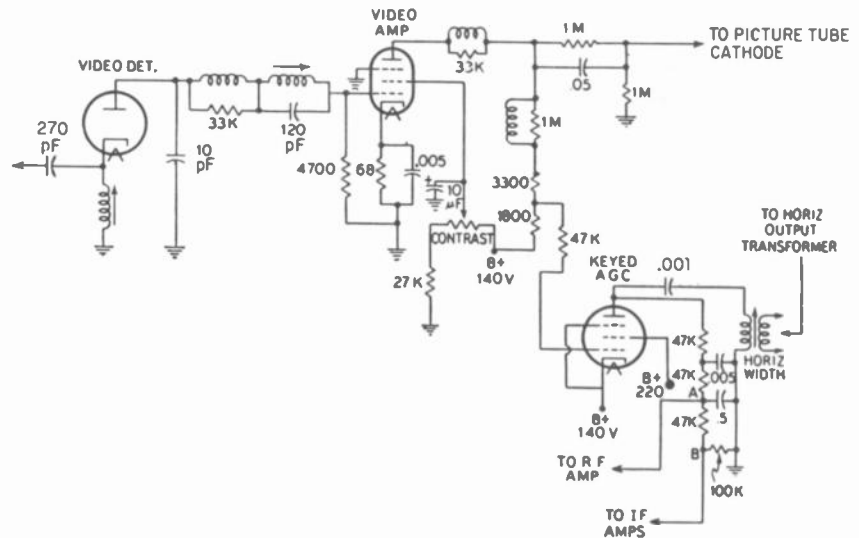 VIDEO
AMP
VIDEO DET.
33K
120
pF
270
pF
10
pF
4700
68
.005
+
10
µF
CONTRAST
27K
B+
140V
33K
1M
.05
1M
TO PICTURE TUBE
CATHODE
1M
3300
1800
47K
KEYED
AGC
.001
TO HORIZ
OUTPUT
TRANSFORMER
47K
.005
HORIZ
WIDTH
47K
A
.5
47K
B
100K
B+
220
B+
140V
TO R F
AMP
TO I F
AMPS